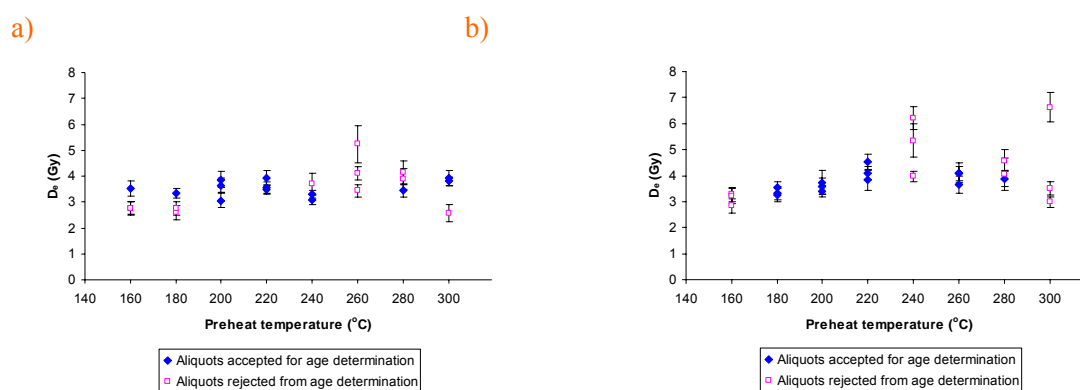 a)
8
7
6
5
4
3
2
1
0
Dₑ (Gy)
140 160 180 200 220 240 260 280 300
Preheat temperature (°C)
Aliquots accepted for age determination
Aliquots rejected from age determination
b)
8
7
6
5
4
3
2
1
0
Dₑ (Gy)
140 160 180 200 220 240 260 280 300
Preheat temperature (°C)
Aliquots accepted for age determination
Aliquots rejected from age determination